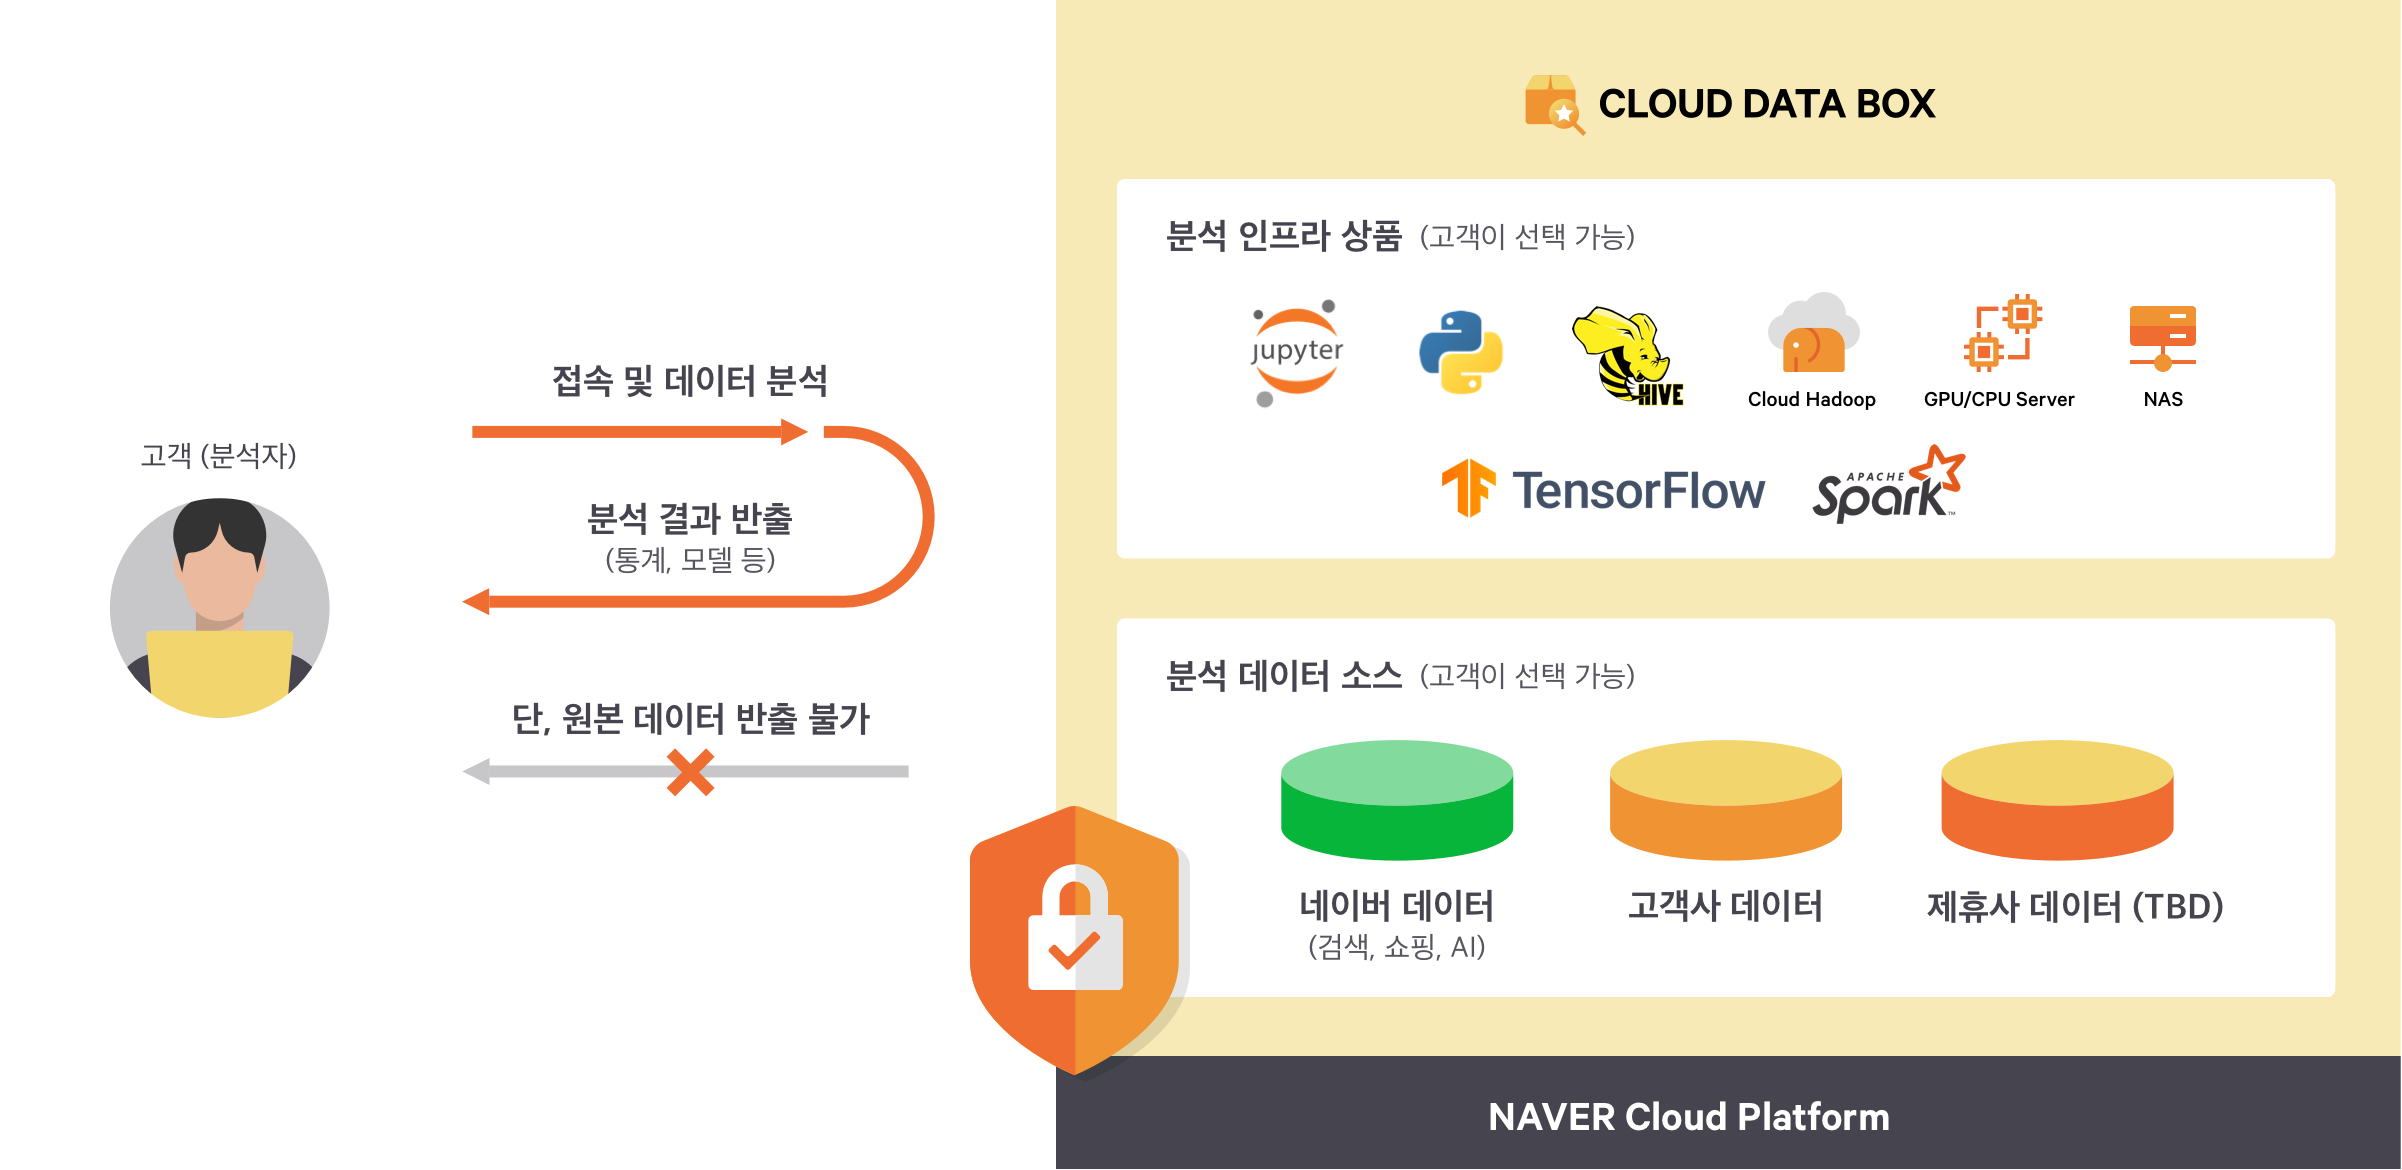 고객 (분석자)
접속 및 데이터 분석
분석 결과 반출
(통계, 모델 등)
단, 원본 데이터 반출 불가
CLOUD DATA BOX
분석 인프라 상품 (고객이 선택 가능)
jupyter
HIVE
Cloud Hadoop
GPU/CPU Server
NAS
TensorFlow
APACHE
Spark™
분석 데이터 소스 (고객이 선택 가능)
네이버 데이터
(검색, 쇼핑, AI)
고객사 데이터
제휴사 데이터 (TBD)
NAVER Cloud Platform